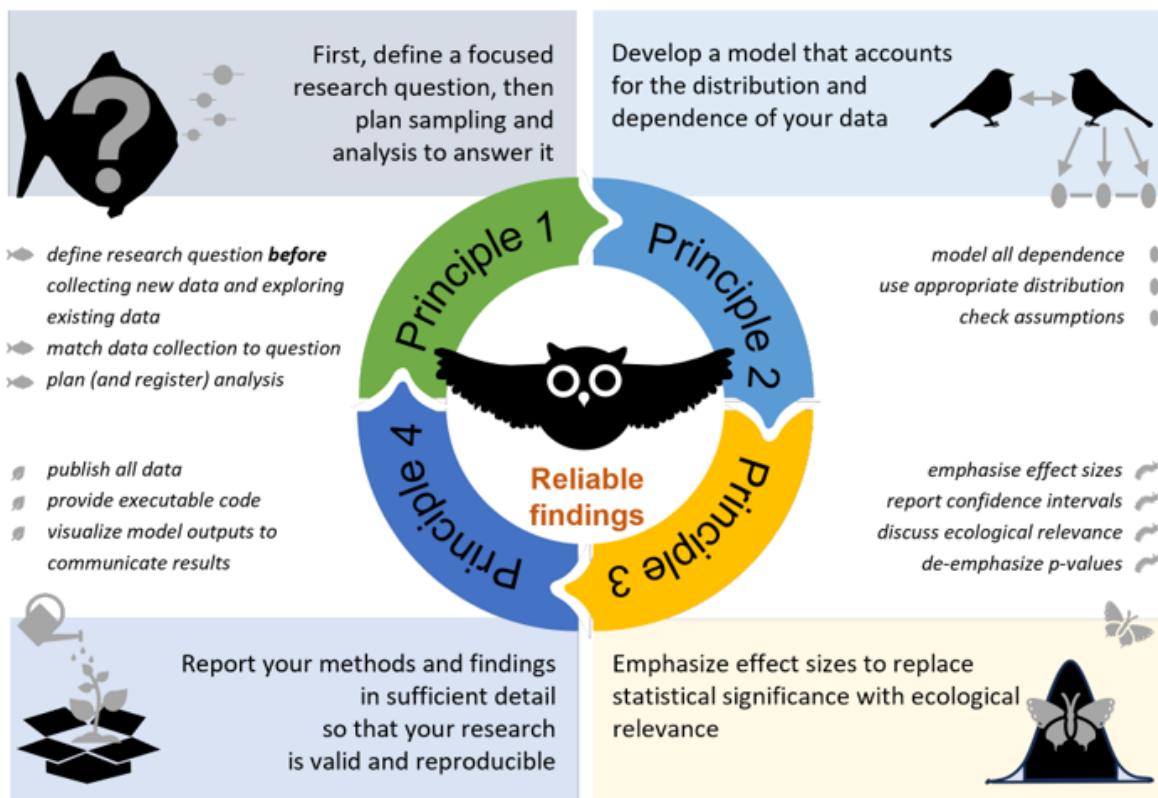 First, define a focused
research question, then
plan sampling and
analysis to answer it
Develop a model that accounts
for the distribution and
dependence of your data
?
Principle 1
Principle 2
define research question before
collecting new data and exploring
existing data
match data collection to question
plan (and register) analysis
model all dependence
use appropriate distribution
check assumptions
Reliable
findings
Principle 4
Principle 3
publish all data
provide executable code
visualize model outputs to
communicate results
emphasise effect sizes
report confidence intervals
discuss ecological relevance
de-emphasize p-values
Report your methods and findings
in sufficient detail
so that your research
is valid and reproducible
Emphasize effect sizes to replace
statistical significance with ecological
relevance